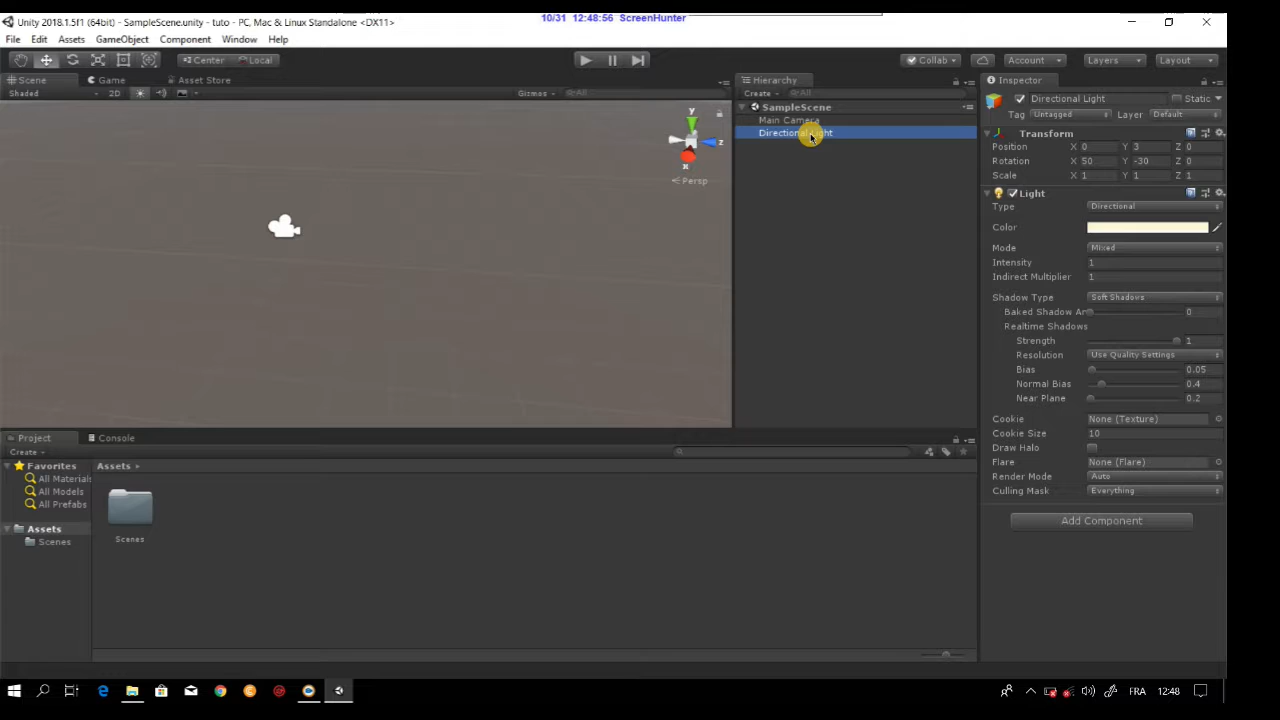 10/31 12:48:56 ScreenHunter
Unity 2018.1.5f1 (64bit) - SampleScene.unity - tuto - PC, Mac & Linux Standalone <DX11>
File Edit Assets GameObject Component Window Help
Center Local
Collab Account Layers Layout
Scene Game Asset Store
Shaded 2D Gizmos All
y
z
x
Persp
Hierarchy
Create All
SampleScene
Main Camera
Directional Light
Inspector
Directional Light Static
Tag Untagged Layer Default
Transform
Position X 0 Y 3 Z 0
Rotation X 50 Y -30 Z 0
Scale X 1 Y 1 Z 1
Light
Type Directional
Color
Mode Mixed
Intensity 1
Indirect Multiplier 1
Shadow Type Soft Shadows
Baked Shadow An 0
Realtime Shadows
Strength 1
Resolution Use Quality Settings
Bias 0.05
Normal Bias 0.4
Near Plane 0.2
Cookie None (Texture)
Cookie Size 10
Draw Halo
Flare None (Flare)
Render Mode Auto
Culling Mask Everything
Add Component
Project Console
Create
Favorites
All Materials
All Models
All Prefabs
Assets
Scenes
Assets
Scenes
FRA 12:48